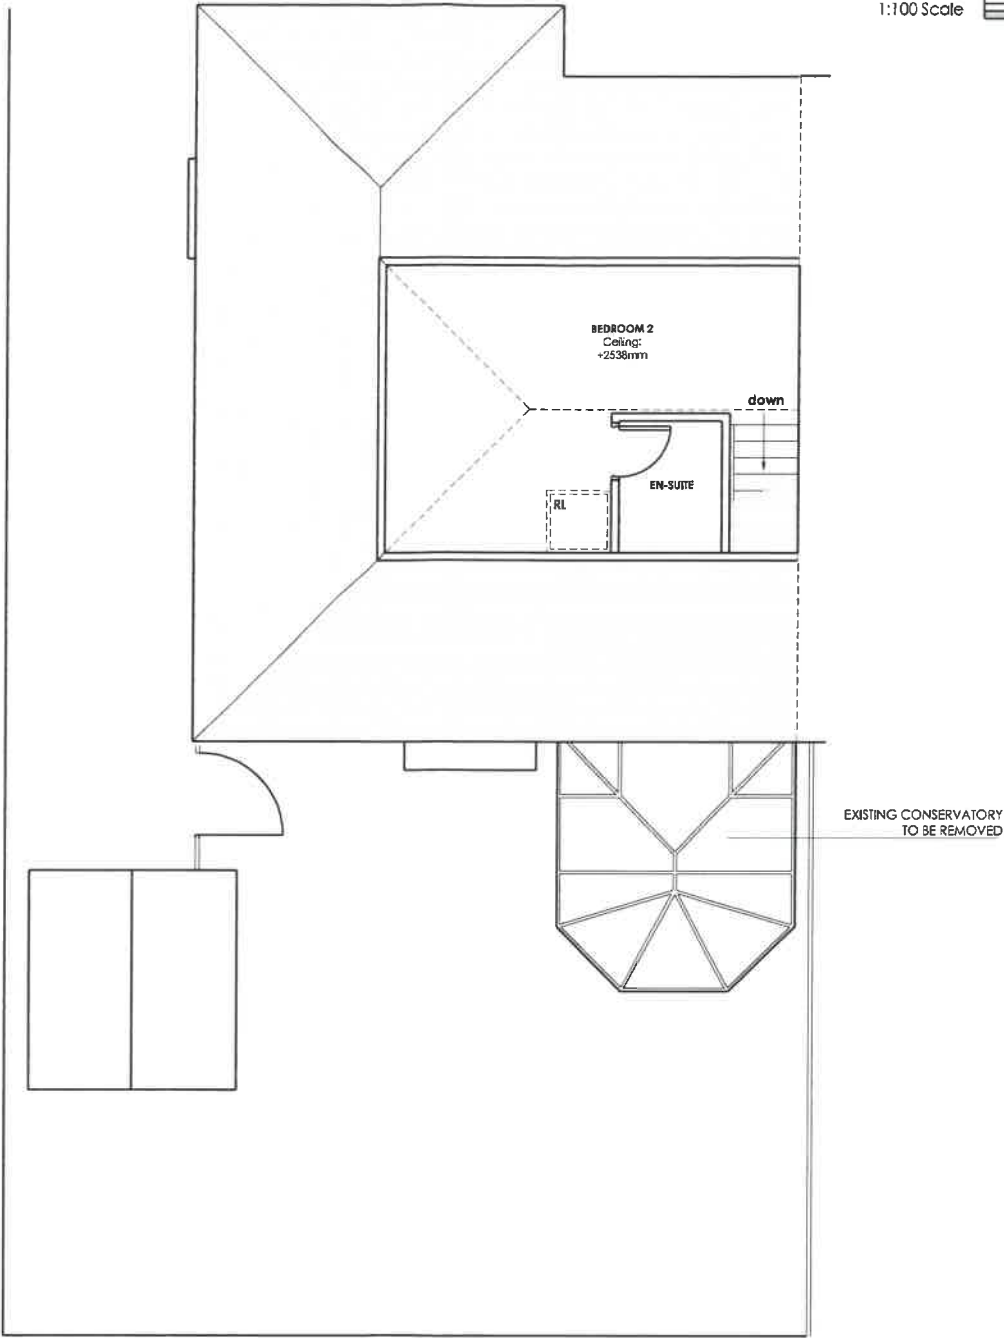 1:100 Scale
BEDROOM 2
Ceiling:
+2538mm
down
EN-SUITE
RL
EXISTING CONSERVATORY
TO BE REMOVED